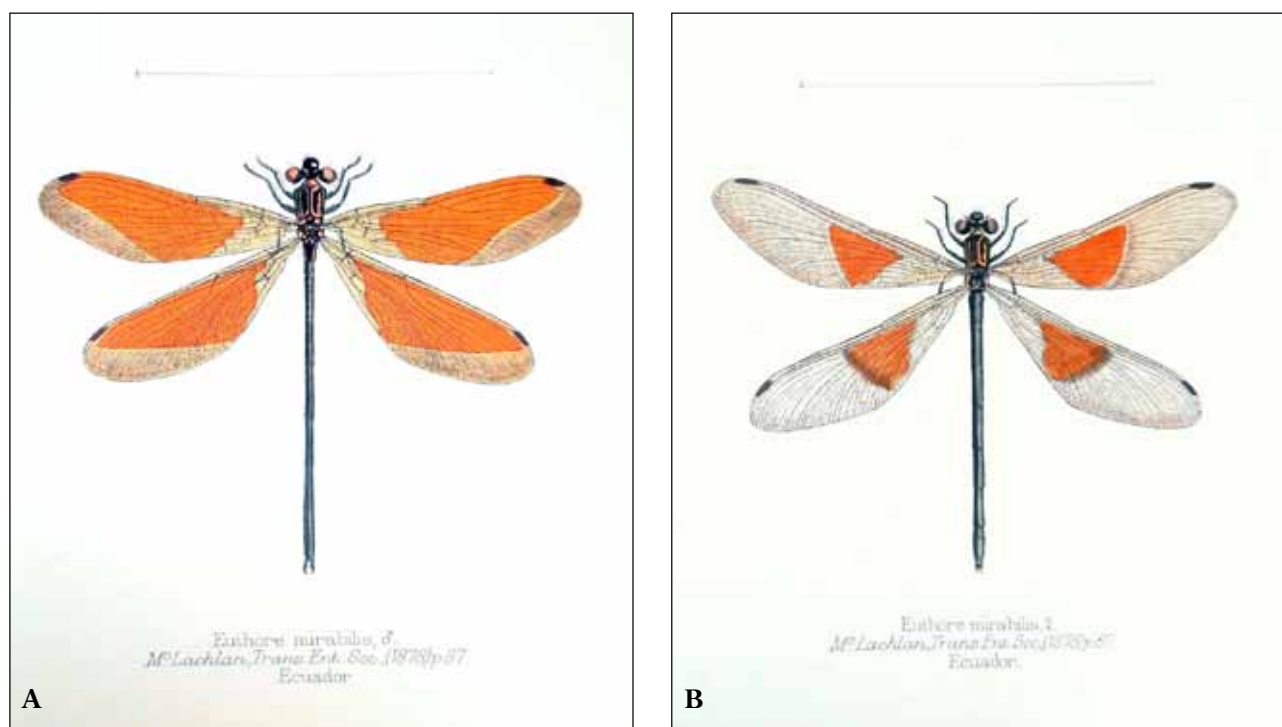 Euthore mirabilis, ♂.
McLachlan, Trans. Ent. Soc. (1878) p. 87.
Ecuador.
A
Euthore mirabilis, ♀.
McLachlan, Trans. Ent. Soc. (1878) p. 87.
Ecuador.
B